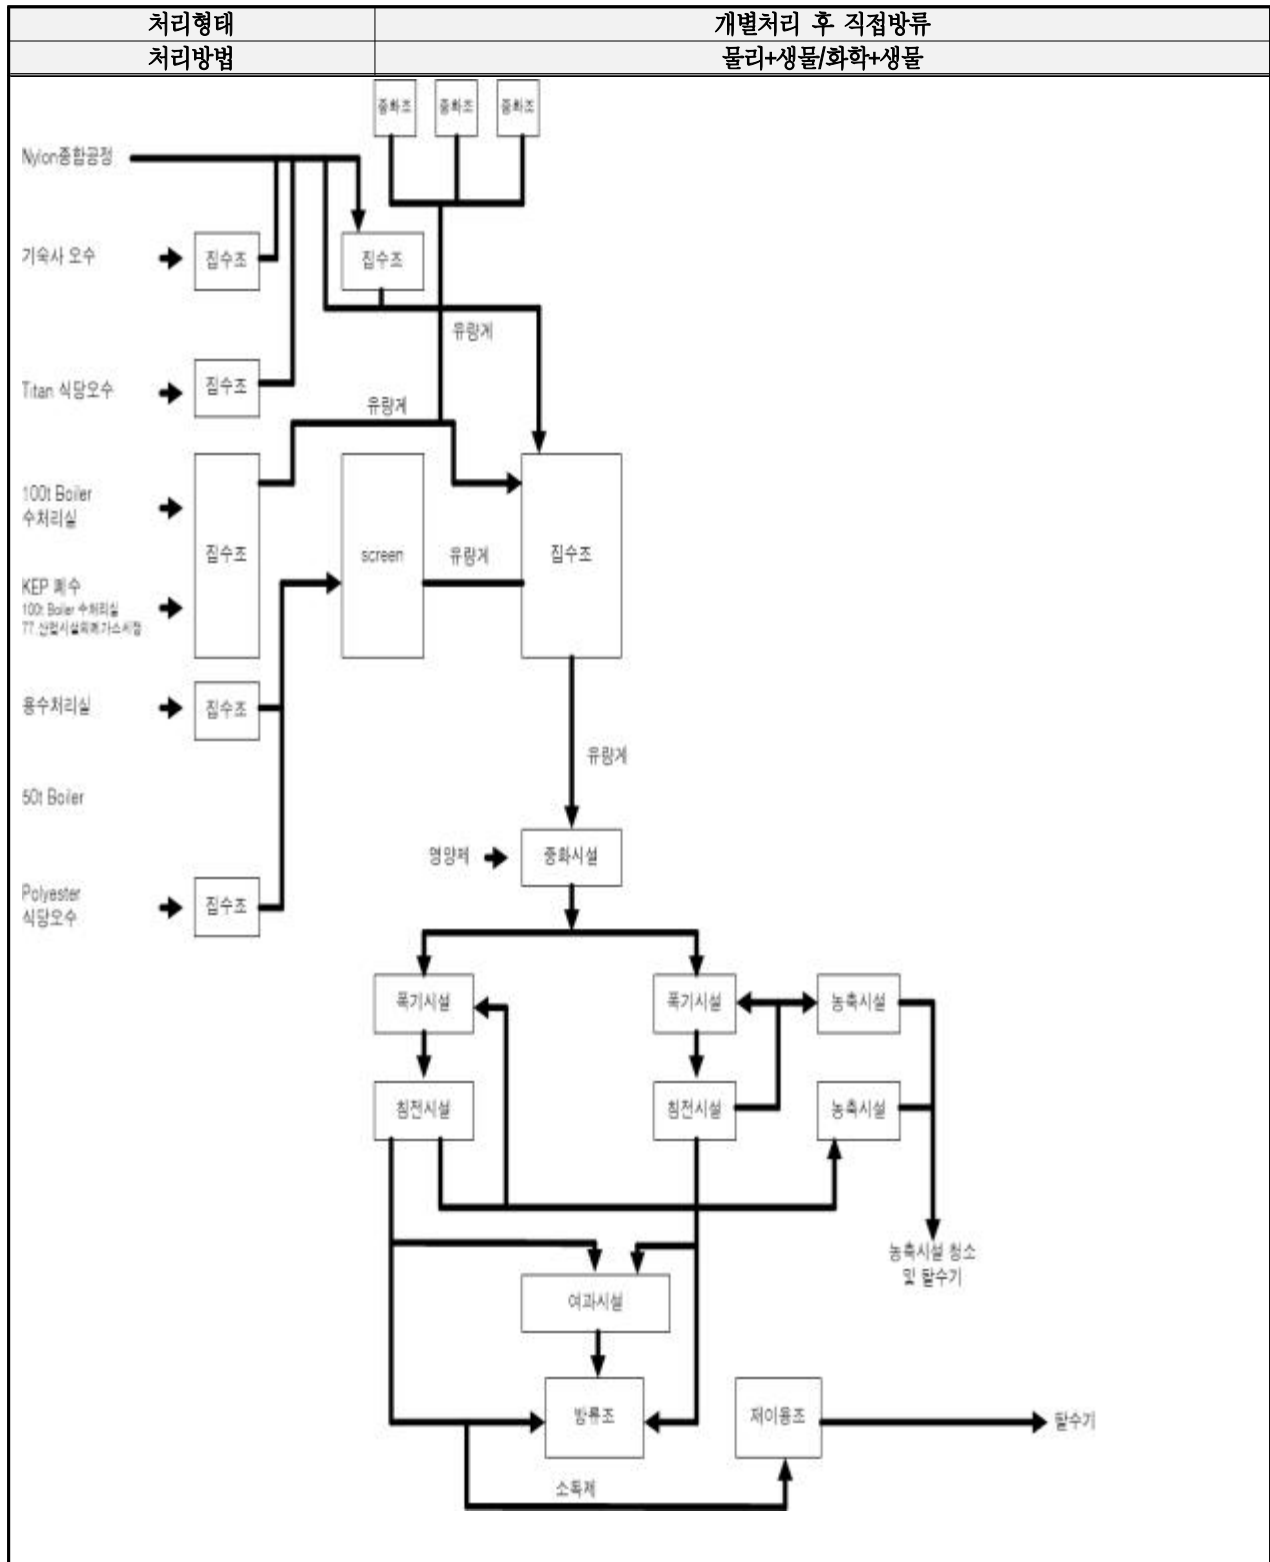 처리형태
개별처리 후 직접방류
처리방법
물리+생물/화학+생물
중화조
중화조
중화조
Nylon중합공정
기숙사 오수
집수조
집수조
유량계
Titan 식당오수
집수조
유량계
100t Boiler
수처리실
집수조
screen
유량계
집수조
KEP 폐수
100t Boiler 수처리실
용수처리실
집수조
유량계
50t Boiler
영양제
중화시설
Polyester
식당오수
집수조
폭기시설
폭기시설
농축시설
침전시설
침전시설
농축시설
농축시설 청소
및 탈수기
여과시설
방류조
재이용조
탈수기
소독제